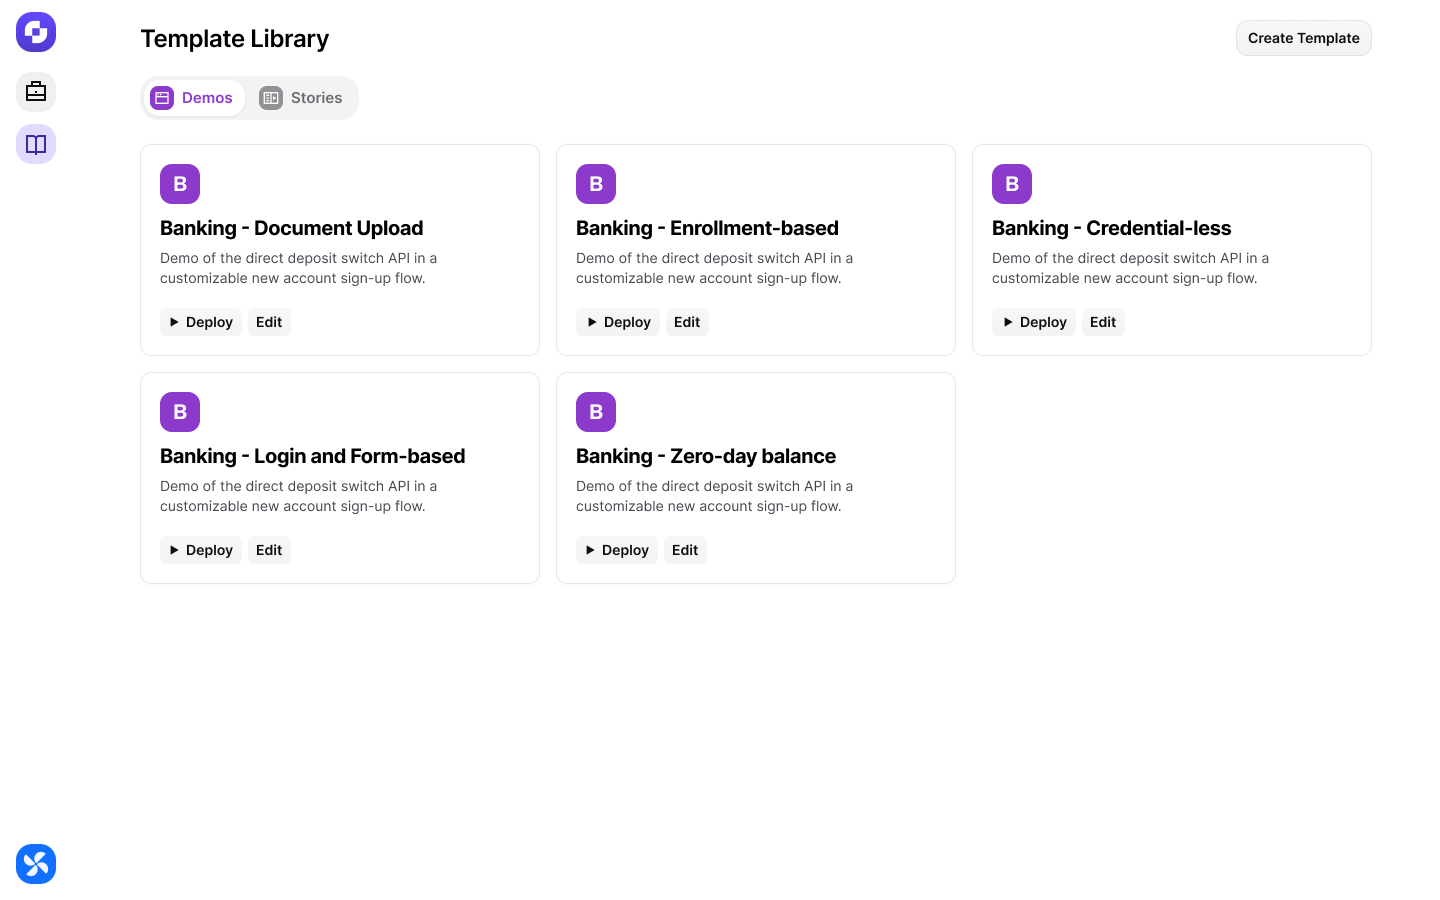 Template Library
Create Template
Demos
Stories
B
Banking - Document Upload
Demo of the direct deposit switch API in a
customizable new account sign-up flow.
Deploy
Edit
B
Banking - Enrollment-based
Demo of the direct deposit switch API in a
customizable new account sign-up flow.
Deploy
Edit
B
Banking - Credential-less
Demo of the direct deposit switch API in a
customizable new account sign-up flow.
Deploy
Edit
B
Banking - Login and Form-based
Demo of the direct deposit switch API in a
customizable new account sign-up flow.
Deploy
Edit
B
Banking - Zero-day balance
Demo of the direct deposit switch API in a
customizable new account sign-up flow.
Deploy
Edit